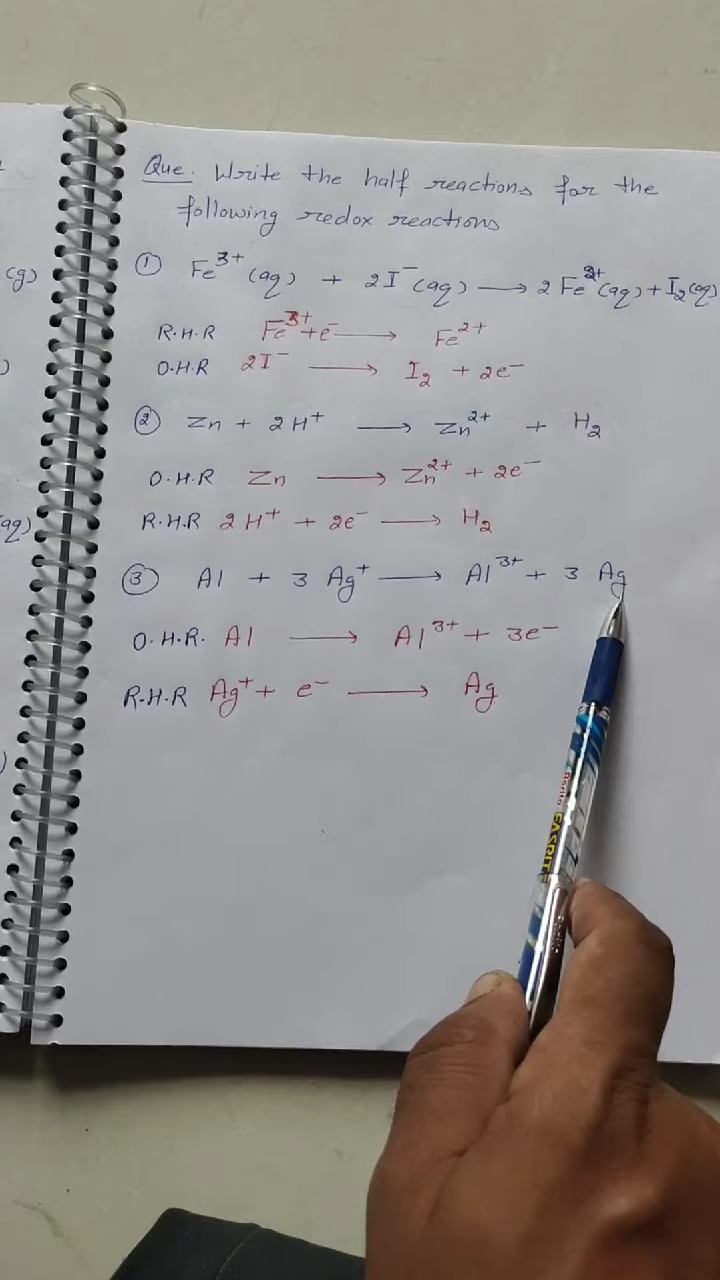 Que. Write the half reactions for the
following redox reactions
(g)
① Fe³⁺(aq) + 2I⁻(aq) ⟶ 2Fe²⁺(aq) + I₂(aq)
R.H.R Fe³⁺+e⁻ ⟶ Fe²⁺
O.H.R 2I⁻ ⟶ I₂ + 2e⁻
② Zn + 2H⁺ ⟶ Zn²⁺ + H₂
O.H.R Zn ⟶ Zn²⁺ + 2e⁻
R.H.R 2H⁺ + 2e⁻ ⟶ H₂
③ Al + 3Ag⁺ ⟶ Al³⁺ + 3Ag
O.H.R. Al ⟶ Al³⁺ + 3e⁻
R.H.R Ag⁺ + e⁻ ⟶ Ag